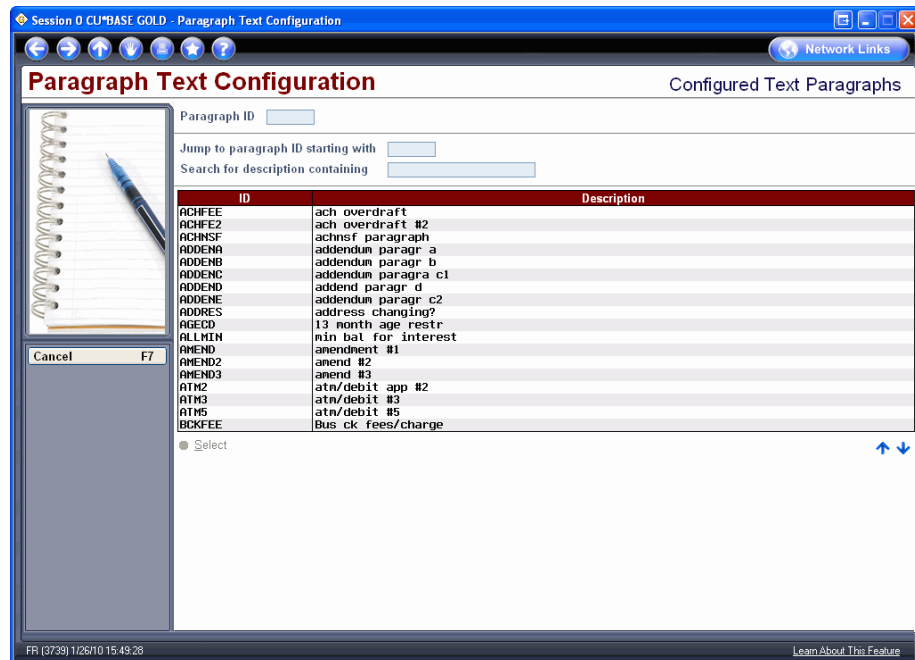 Session 0 CU*BASE GOLD - Paragraph Text Configuration
Network Links
Paragraph Text Configuration
Configured Text Paragraphs
Paragraph ID
Jump to paragraph ID starting with
Search for description containing
ID Description
ACHFEE ach overdraft
ACHFE2 ach overdraft #2
ACHNSF achnsf paragraph
ADDENA addendum paragr a
ADDENB addendum paragr b
ADDENC addendum paragra c1
ADDEND addend paragr d
ADDENE addendum paragr c2
ADDRES address changing?
AGECD 13 month age restr
ALLMIN min bal for interest
AMEND amendment #1
AMEND2 amend #2
AMEND3 amend #3
ATM2 atm/debit app #2
ATM3 atm/debit #3
ATM5 atm/debit #5
BCKFEE Bus ck fees/charge
Cancel F7
Select
FR (3739) 1/26/10 15:49:28
Learn About This Feature